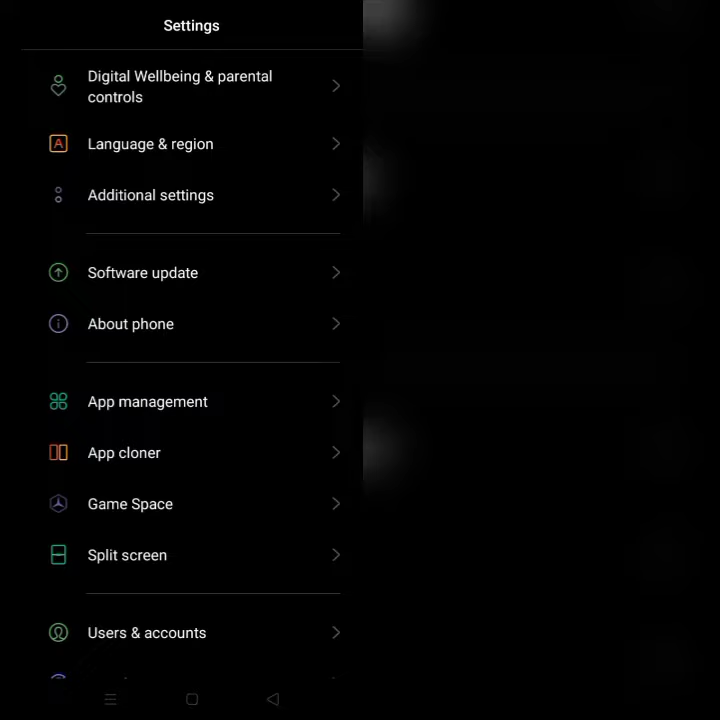 Settings
Digital Wellbeing & parental
controls
Language & region
Additional settings
Software update
About phone
App management
App cloner
Game Space
Split screen
Users & accounts